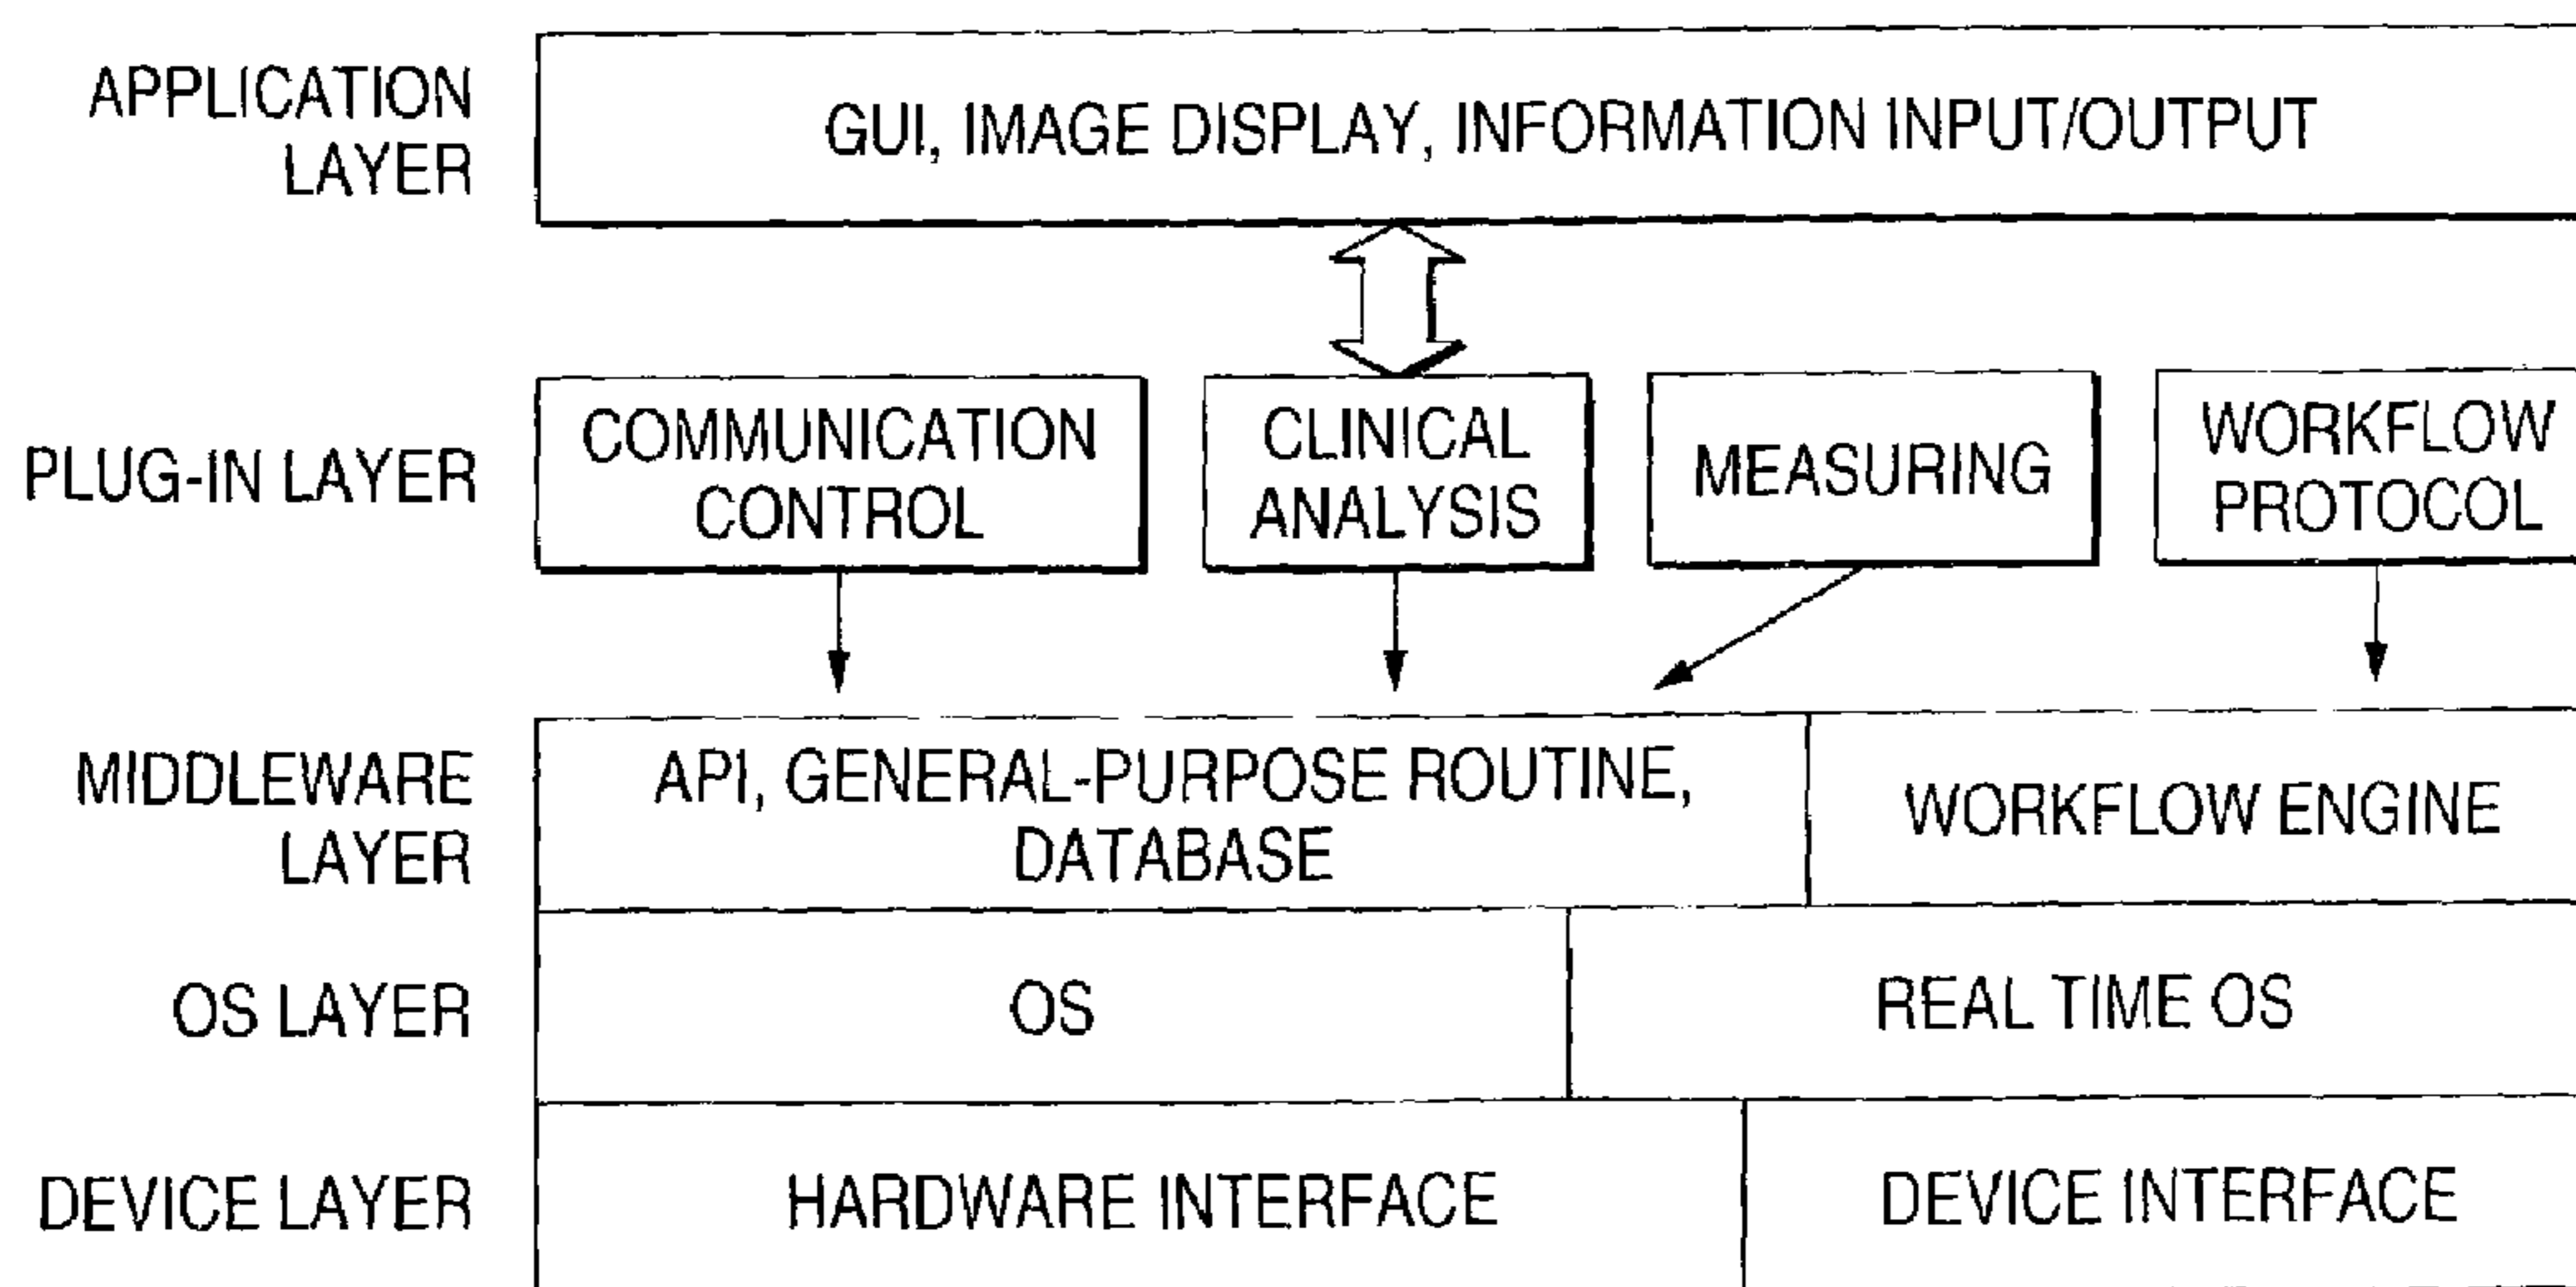 APPLICATION
LAYER
GUI, IMAGE DISPLAY, INFORMATION INPUT/OUTPUT
PLUG-IN LAYER
COMMUNICATION
CONTROL
CLINICAL
ANALYSIS
MEASURING
WORKFLOW
PROTOCOL
MIDDLEWARE
LAYER
API, GENERAL-PURPOSE ROUTINE,
DATABASE
WORKFLOW ENGINE
OS LAYER
OS
REAL TIME OS
DEVICE LAYER
HARDWARE INTERFACE
DEVICE INTERFACE